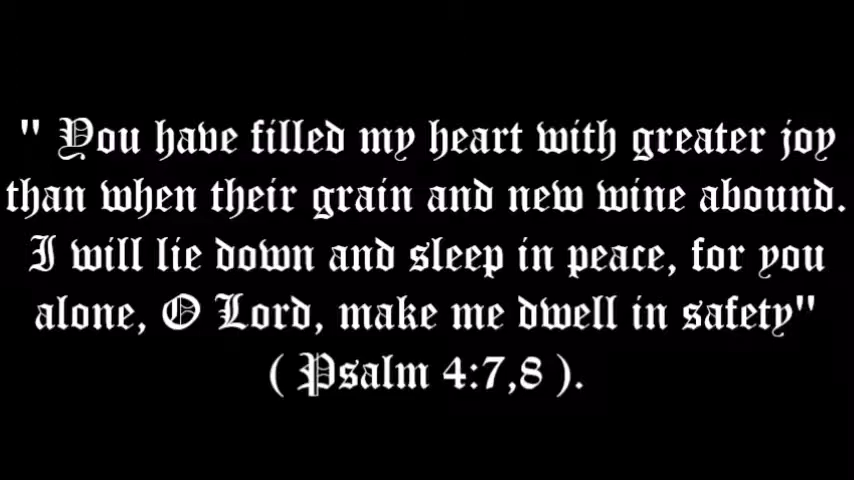 " You have filled my heart with greater joy
than when their grain and new wine abound.
I will lie down and sleep in peace, for you
alone, O Lord, make me dwell in safety"
( Psalm 4:7,8 ).